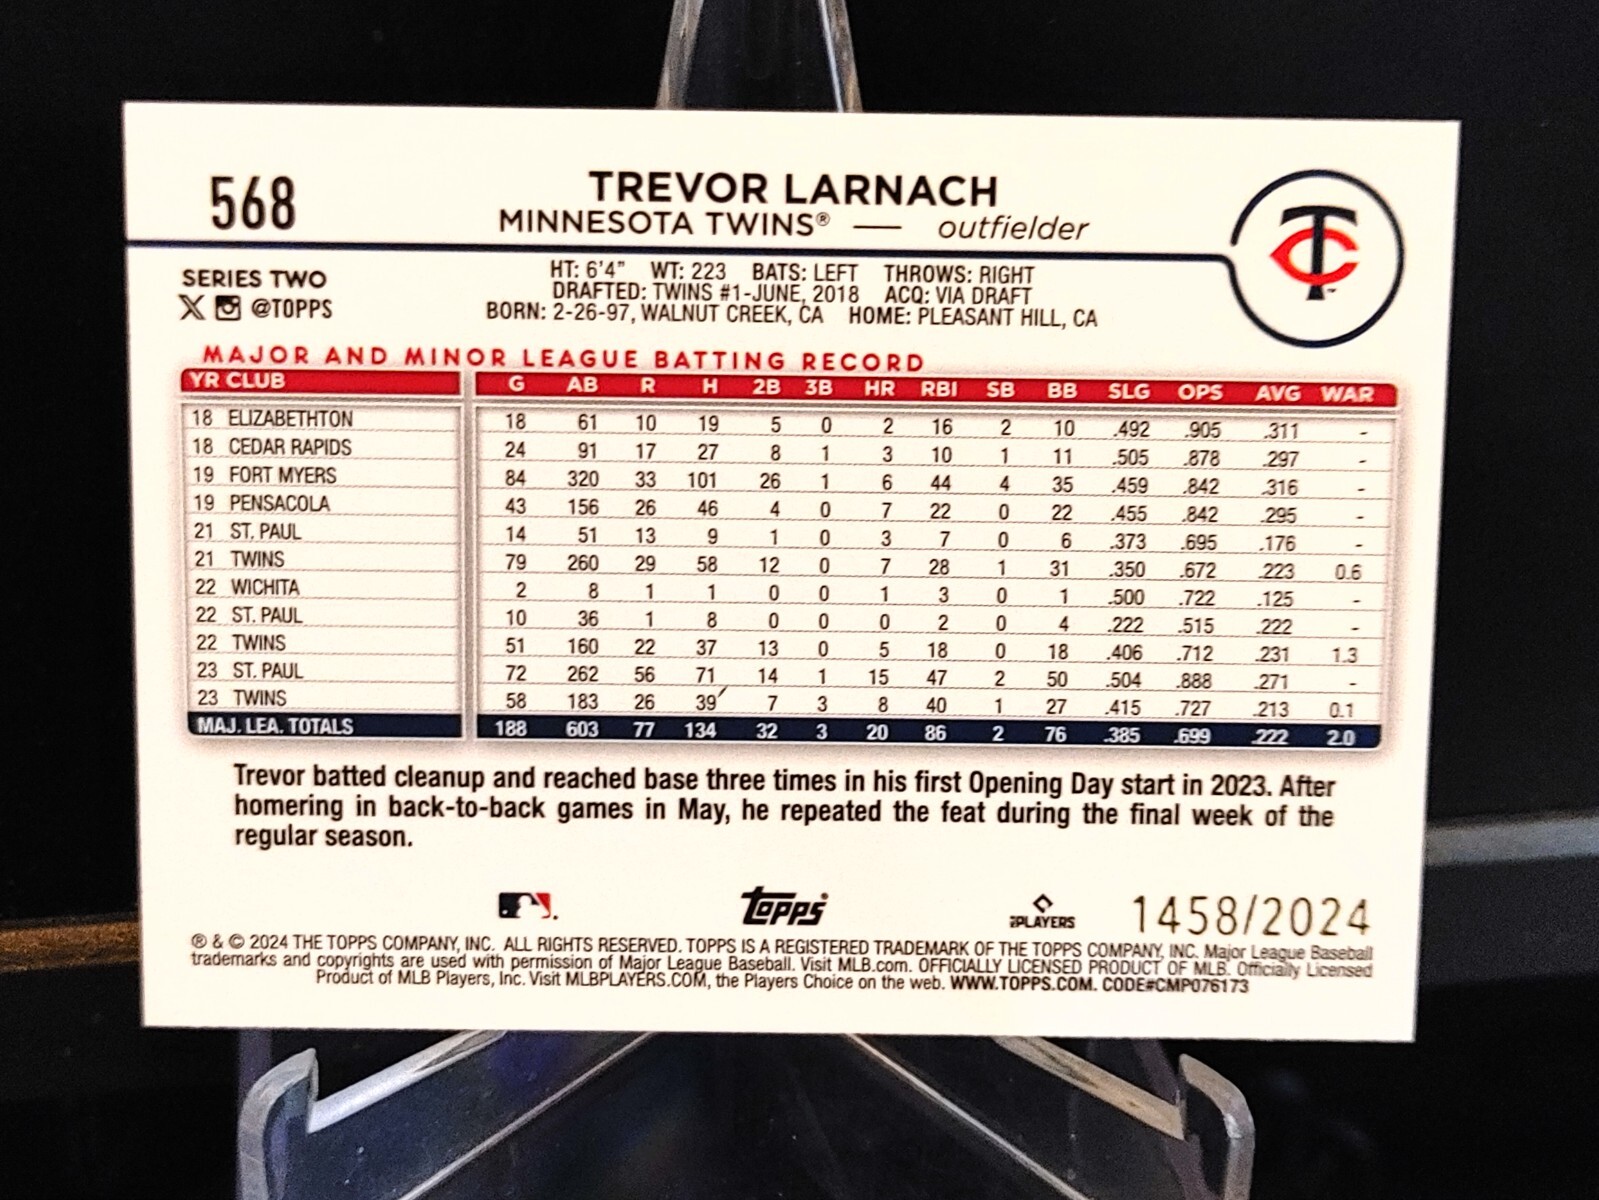 568
TREVOR LARNACH
MINNESOTA TWINS® — outfielder
TC
SERIES TWO
@TOPPS
HT: 6'4" WT: 223 BATS: LEFT THROWS: RIGHT
DRAFTED: TWINS #1-JUNE, 2018 ACQ: VIA DRAFT
BORN: 2-26-97, WALNUT CREEK, CA HOME: PLEASANT HILL, CA
MAJOR AND MINOR LEAGUE BATTING RECORD
YR CLUB G AB R H 2B 3B HR RBI SB BB SLG OPS AVG WAR
18 ELIZABETHTON 18 61 10 19 5 0 2 16 2 10 .492 .905 .311 -
18 CEDAR RAPIDS 24 91 17 27 8 1 3 10 1 11 .505 .878 .297 -
19 FORT MYERS 84 320 33 101 26 1 6 44 4 35 .459 .842 .316 -
19 PENSACOLA 43 156 26 46 4 0 7 22 0 22 .455 .842 .295 -
21 ST. PAUL 14 51 13 9 1 0 3 7 0 6 .373 .695 .176 -
21 TWINS 79 260 29 58 12 0 7 28 1 31 .350 .672 .223 0.6
22 WICHITA 2 8 1 1 0 0 1 3 0 1 .500 .722 .125 -
22 ST. PAUL 10 36 1 8 0 0 0 2 0 4 .222 .515 .222 -
22 TWINS 51 160 22 37 13 0 5 18 0 18 .406 .712 .231 1.3
23 ST. PAUL 72 262 56 71 14 1 15 47 2 50 .504 .888 .271 -
23 TWINS 58 183 26 39 7 3 8 40 1 27 .415 .727 .213 0.1
MAJ. LEA. TOTALS 188 603 77 134 32 3 20 86 2 76 .385 .699 .222 2.0
Trevor batted cleanup and reached base three times in his first Opening Day start in 2023. After
homering in back-to-back games in May, he repeated the feat during the final week of the
regular season.
Topps
PLAYERS
1458/2024
® & © 2024 THE TOPPS COMPANY, INC. ALL RIGHTS RESERVED. TOPPS IS A REGISTERED TRADEMARK OF THE TOPPS COMPANY, INC. Major League Baseball
trademarks and copyrights are used with permission of Major League Baseball. Visit MLB.com. OFFICIALLY LICENSED PRODUCT OF MLB. Officially Licensed
Product of MLB Players, Inc. Visit MLBPLAYERS.COM, the Players Choice on the web. WWW.TOPPS.COM. CODE#CMP076173